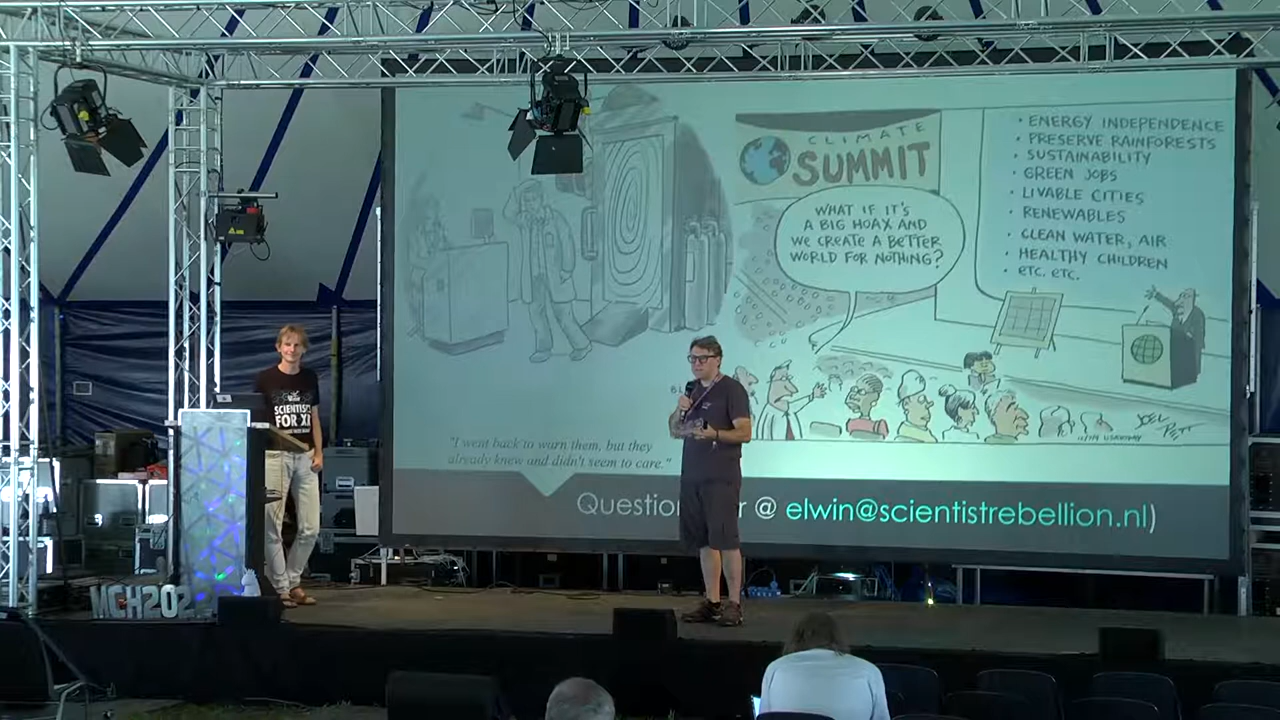 CLIMATE
SUMMIT
WHAT IF IT'S
A BIG HOAX AND
WE CREATE A BETTER
WORLD FOR NOTHING?
• ENERGY INDEPENDENCE
• PRESERVE RAINFORESTS
• SUSTAINABILITY
• GREEN JOBS
• LIVABLE CITIES
• RENEWABLES
• CLEAN WATER, AIR
• HEALTHY CHILDREN
• ETC. ETC.
"I went back to warn them, but they
already knew and didn't seem to care."
@ elwin@scientistrebellion.nl)
FOR
MCH202